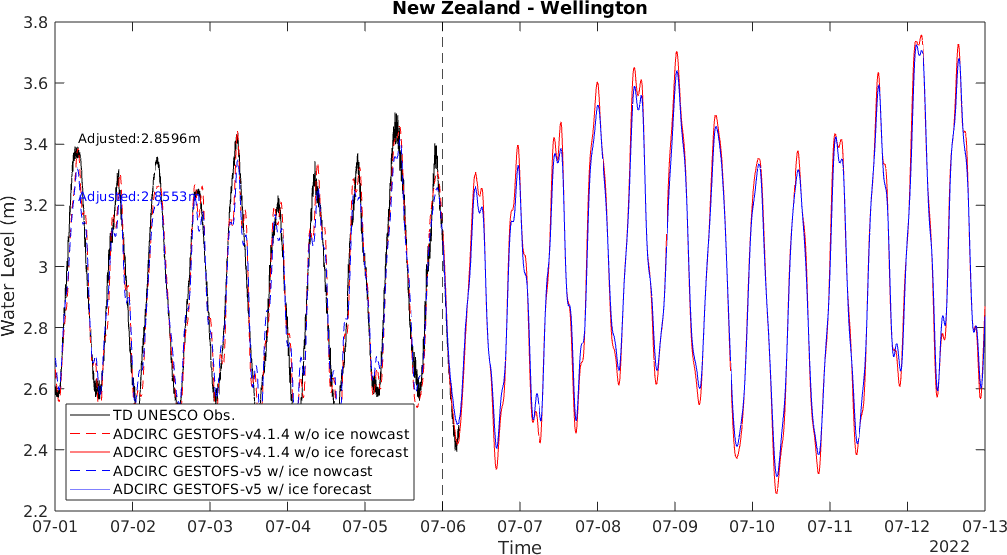 New Zealand - Wellington
3.8
3.6
3.4
3.2
3
2.8
2.6
2.4
2.2
Water Level (m)
Adjusted:2.8596m
Adjusted:2.8553m
TD UNESCO Obs.
ADCIRC GESTOFS-v4.1.4 w/o ice nowcast
ADCIRC GESTOFS-v4.1.4 w/o ice forecast
ADCIRC GESTOFS-v5 w/ ice nowcast
ADCIRC GESTOFS-v5 w/ ice forecast
07-01 07-02 07-03 07-04 07-05 07-06 07-07 07-08 07-09 07-10 07-11 07-12 07-13
Time
2022